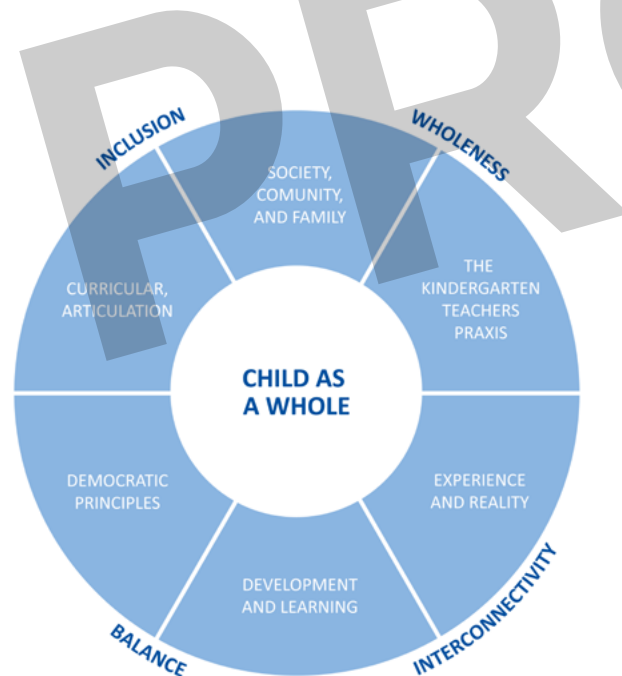 PRO
INCLUSION
WHOLENESS
SOCIETY,
COMUNITY,
AND FAMILY
THE
KINDERGARTEN
TEACHERS
PRAXIS
CURRICULAR,
ARTICULATION
CHILD AS
A WHOLE
DEMOCRATIC
PRINCIPLES
EXPERIENCE
AND REALITY
DEVELOPMENT
AND LEARNING
BALANCE
INTERCONNECTIVITY